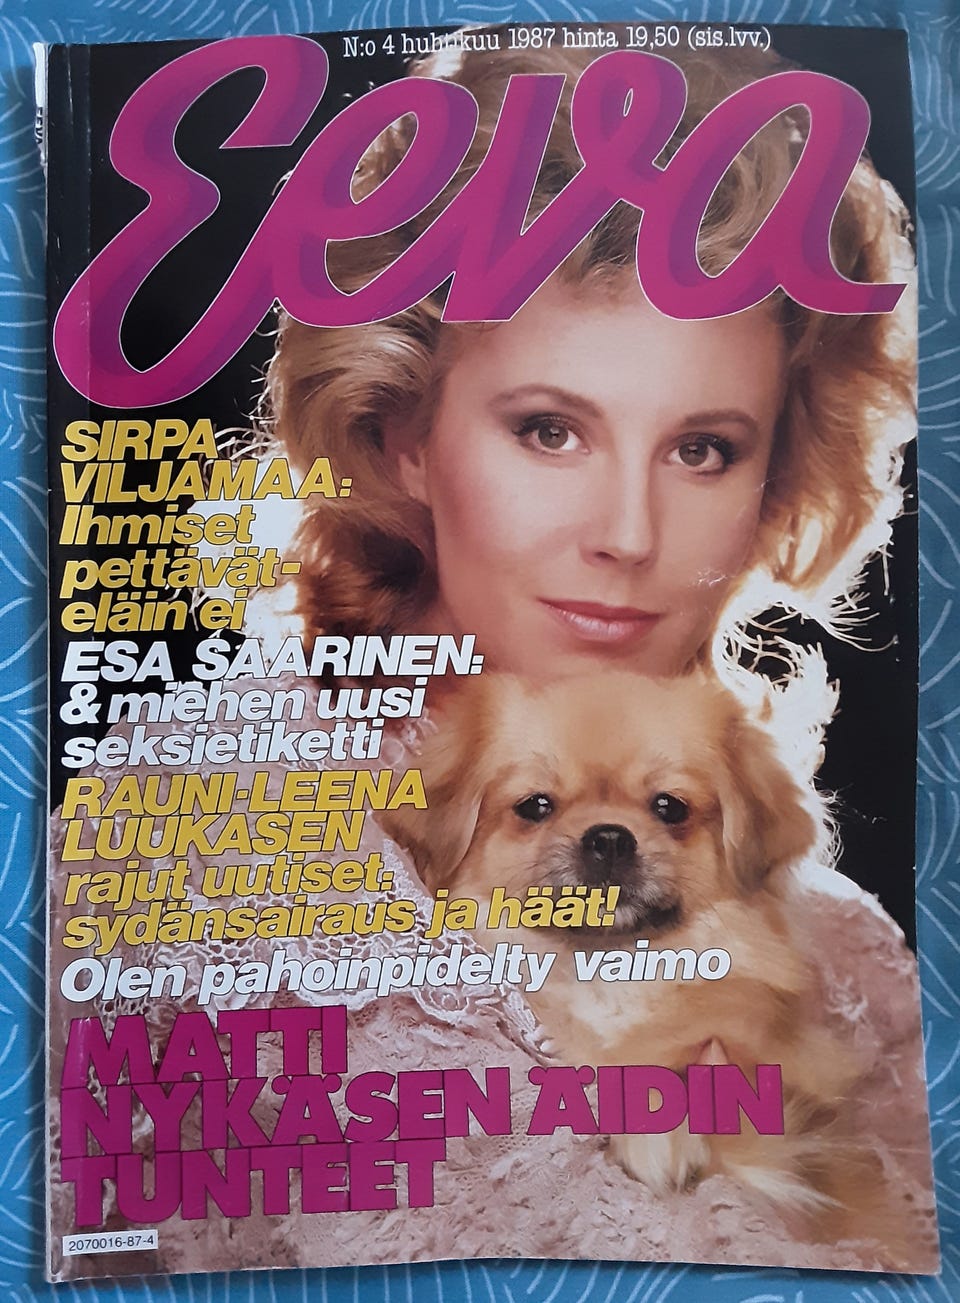 N:o 4 huhtikuu 1987 hinta 19,50 (sis.lvv.)
Eeva
SIRPA
VILJAMAA:
Ihmiset
pettävät-
eläin ei
ESA SAARINEN:
& miehen uusi
seksietiketti
RAUNI-LEENA
LUUKASEN
rajut uutiset:
sydänsairaus ja häät!
Olen pahoinpidelty vaimo
MATTI
NYKÄSEN ÄIDIN
TUNTEET
2070016-87-4
EEVA